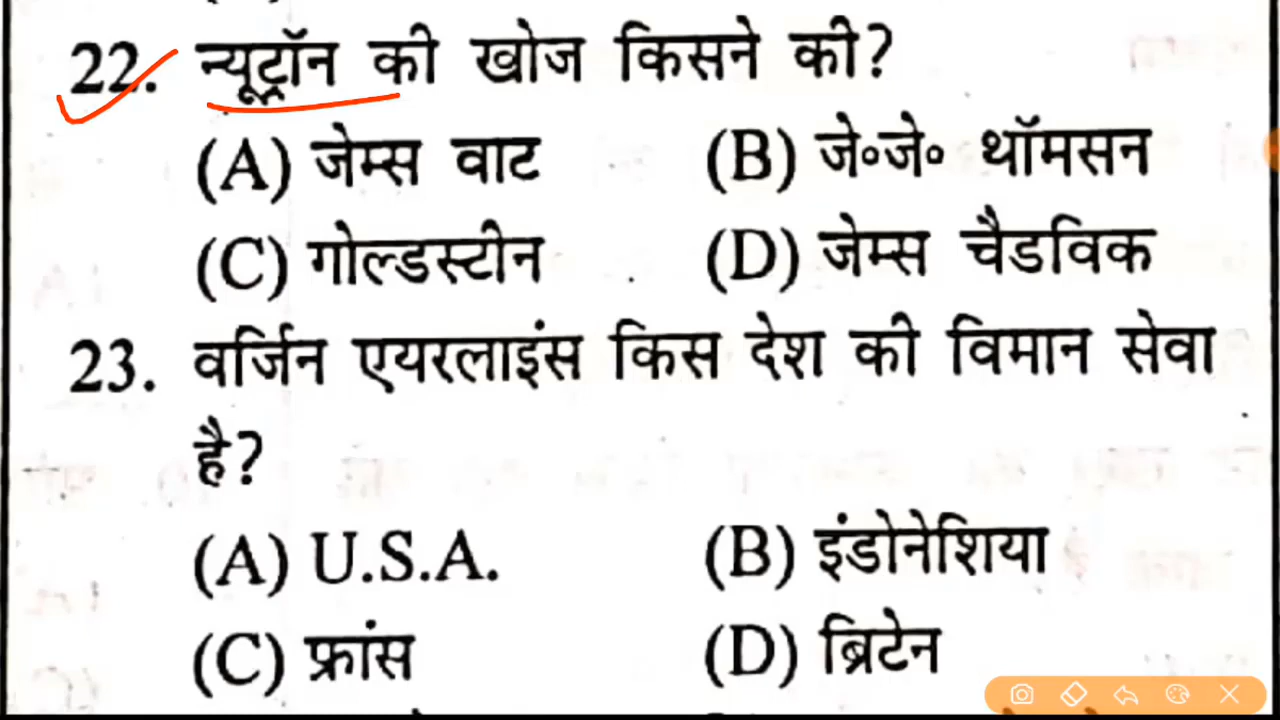 22. न्यूट्रॉन की खोज किसने की?
(A) जेम्स वाट (B) जे॰जे॰ थॉमसन
(C) गोल्डस्टीन (D) जेम्स चैडविक
23. वर्जिन एयरलाइंस किस देश की विमान सेवा
है?
(A) U.S.A. (B) इंडोनेशिया
(C) फ्रांस (D) ब्रिटेन